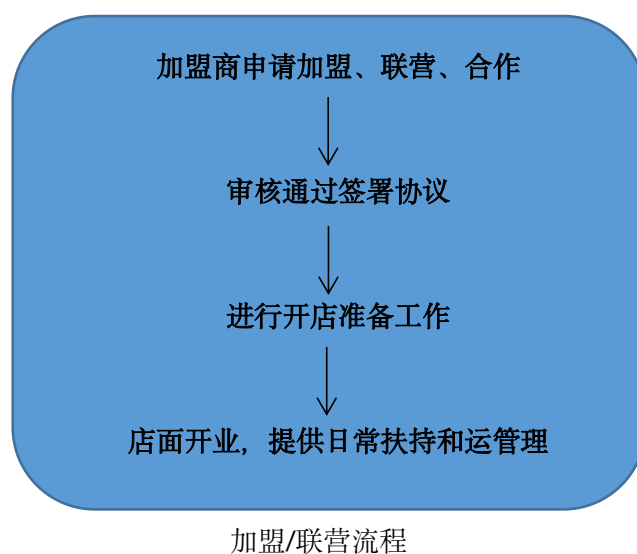 加盟商申请加盟、联营、合作
审核通过签署协议
进行开店准备工作
店面开业，提供日常扶持和运管理
加盟/联营流程